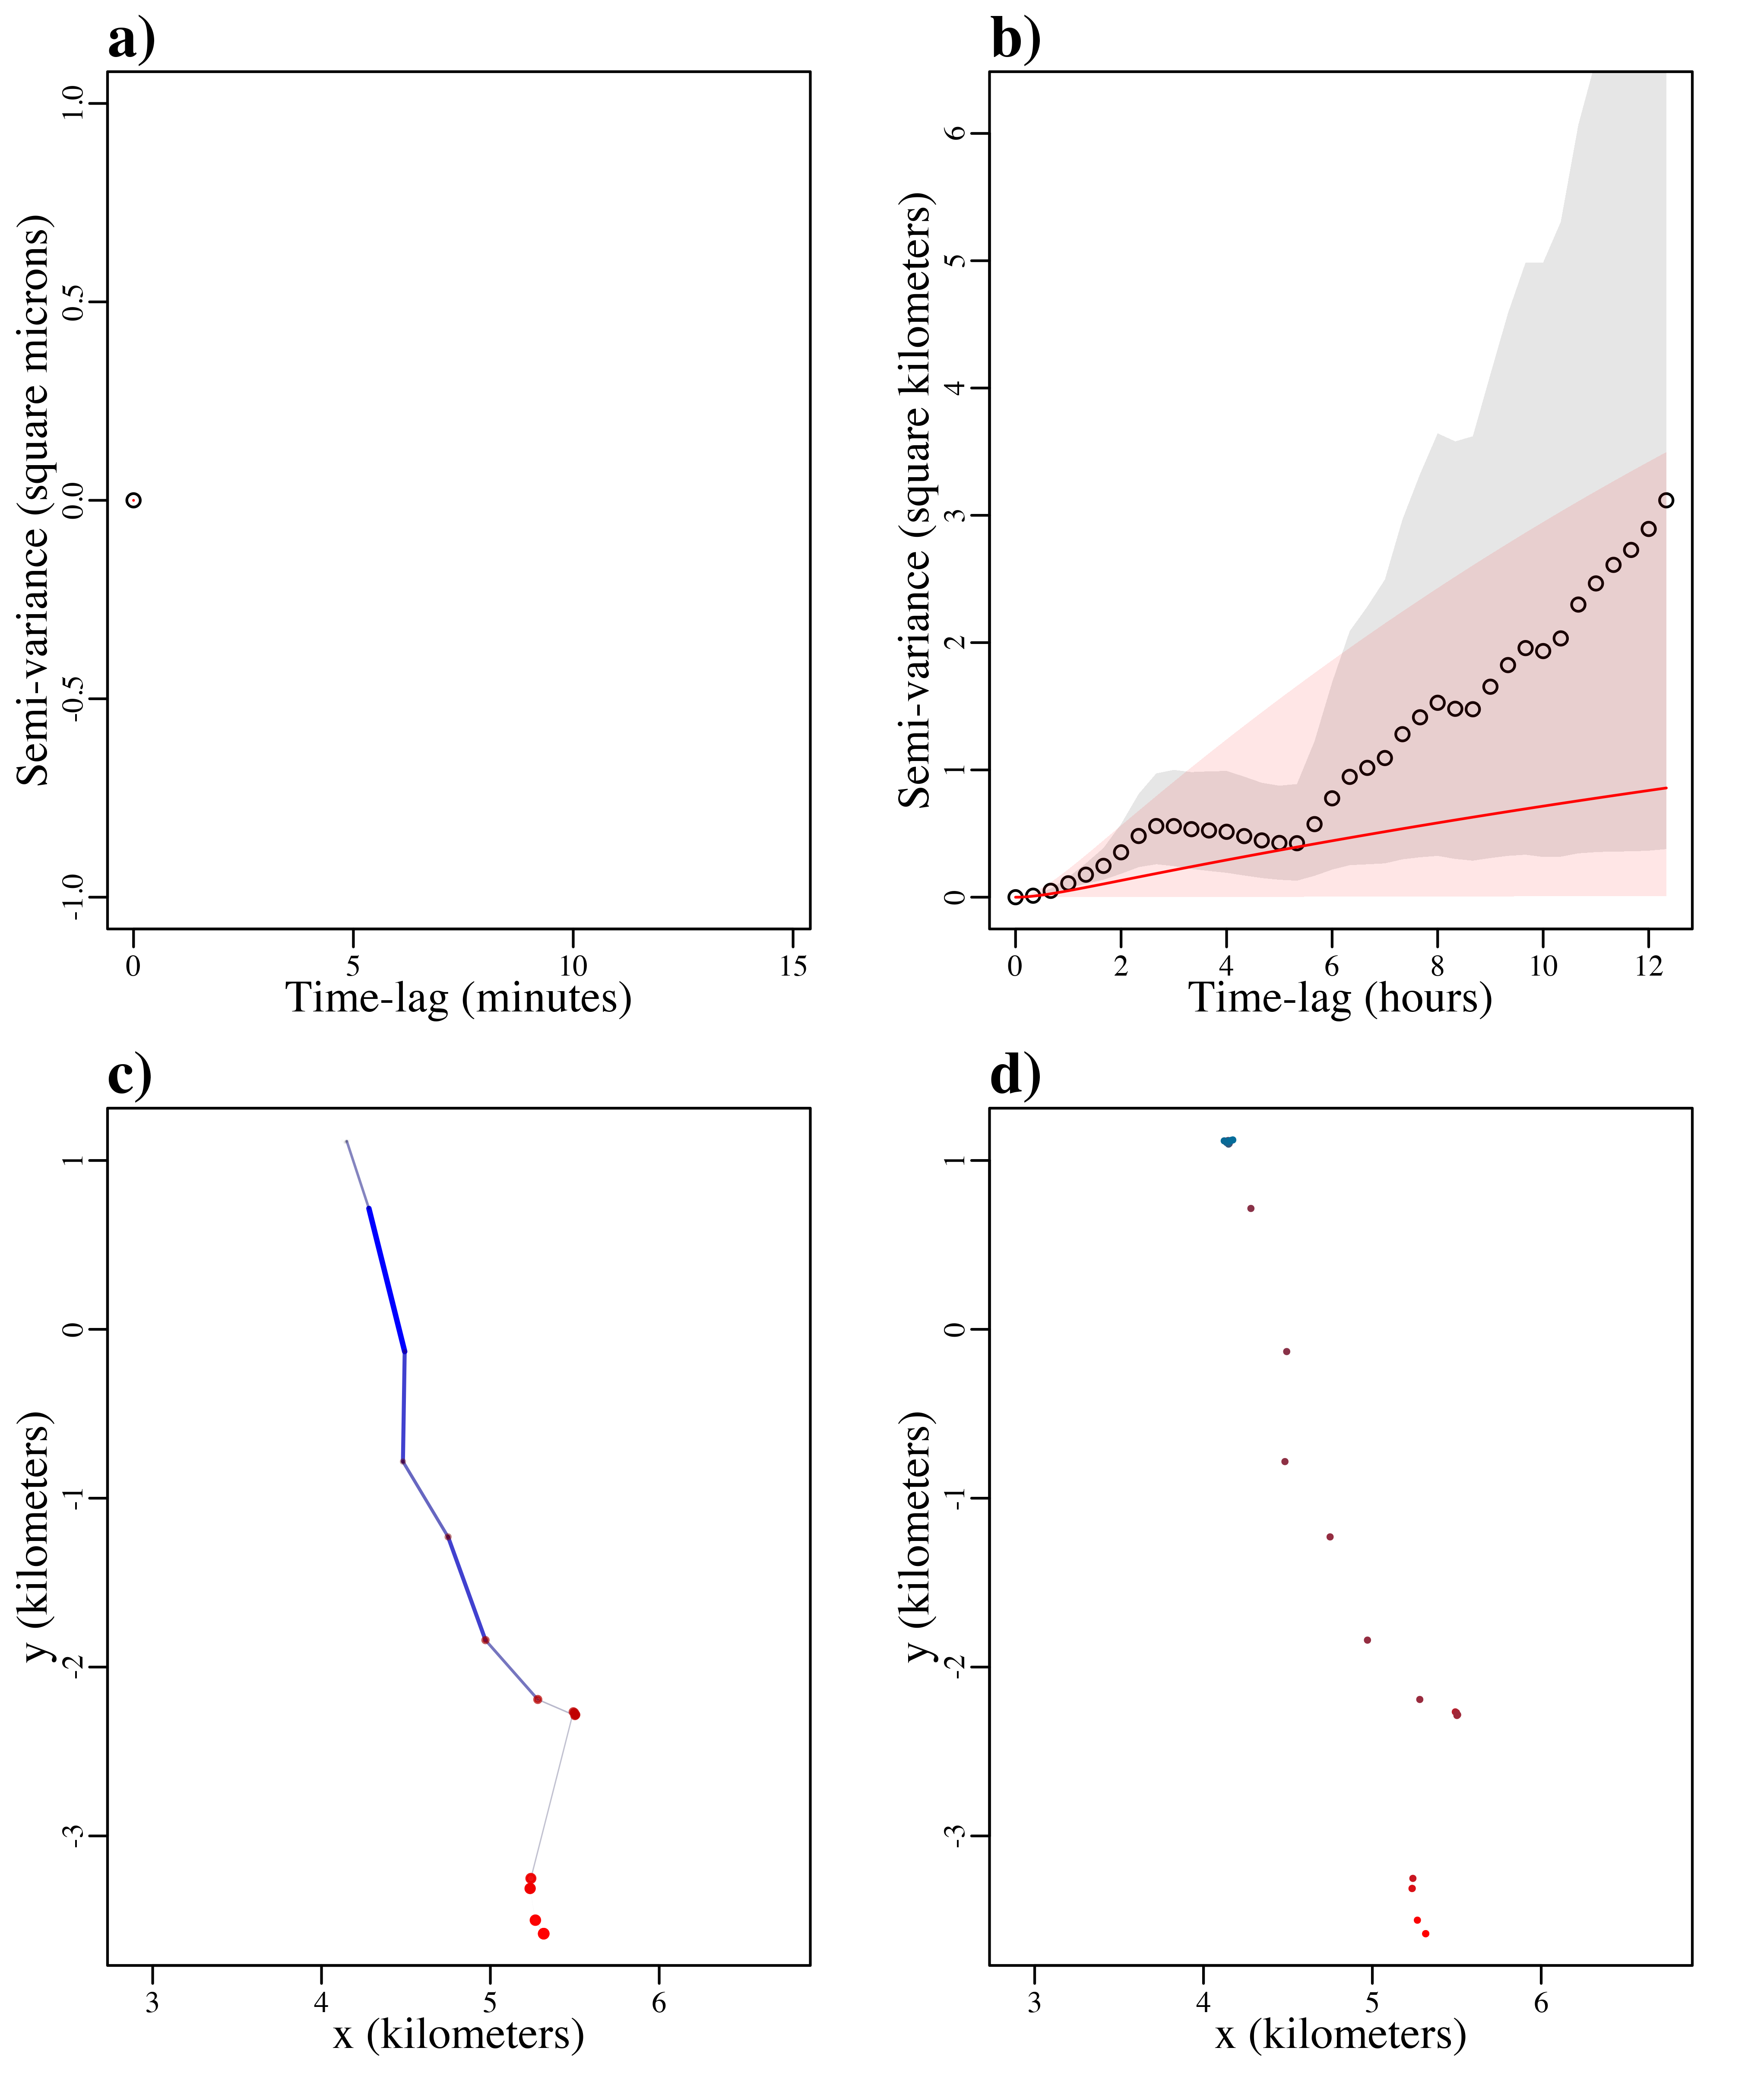 a)
1.0
0.5
0.0
-0.5
-1.0
Semi-variance (square microns)
0 5 10 15
Time-lag (minutes)
b)
6
5
4
3
2
1
0
Semi-variance (square kilometers)
0 2 4 6 8 10 12
Time-lag (hours)
c)
1
0
-1
-2
-3
y (kilometers)
3 4 5 6
x (kilometers)
d)
1
0
-1
-2
-3
y (kilometers)
3 4 5 6
x (kilometers)